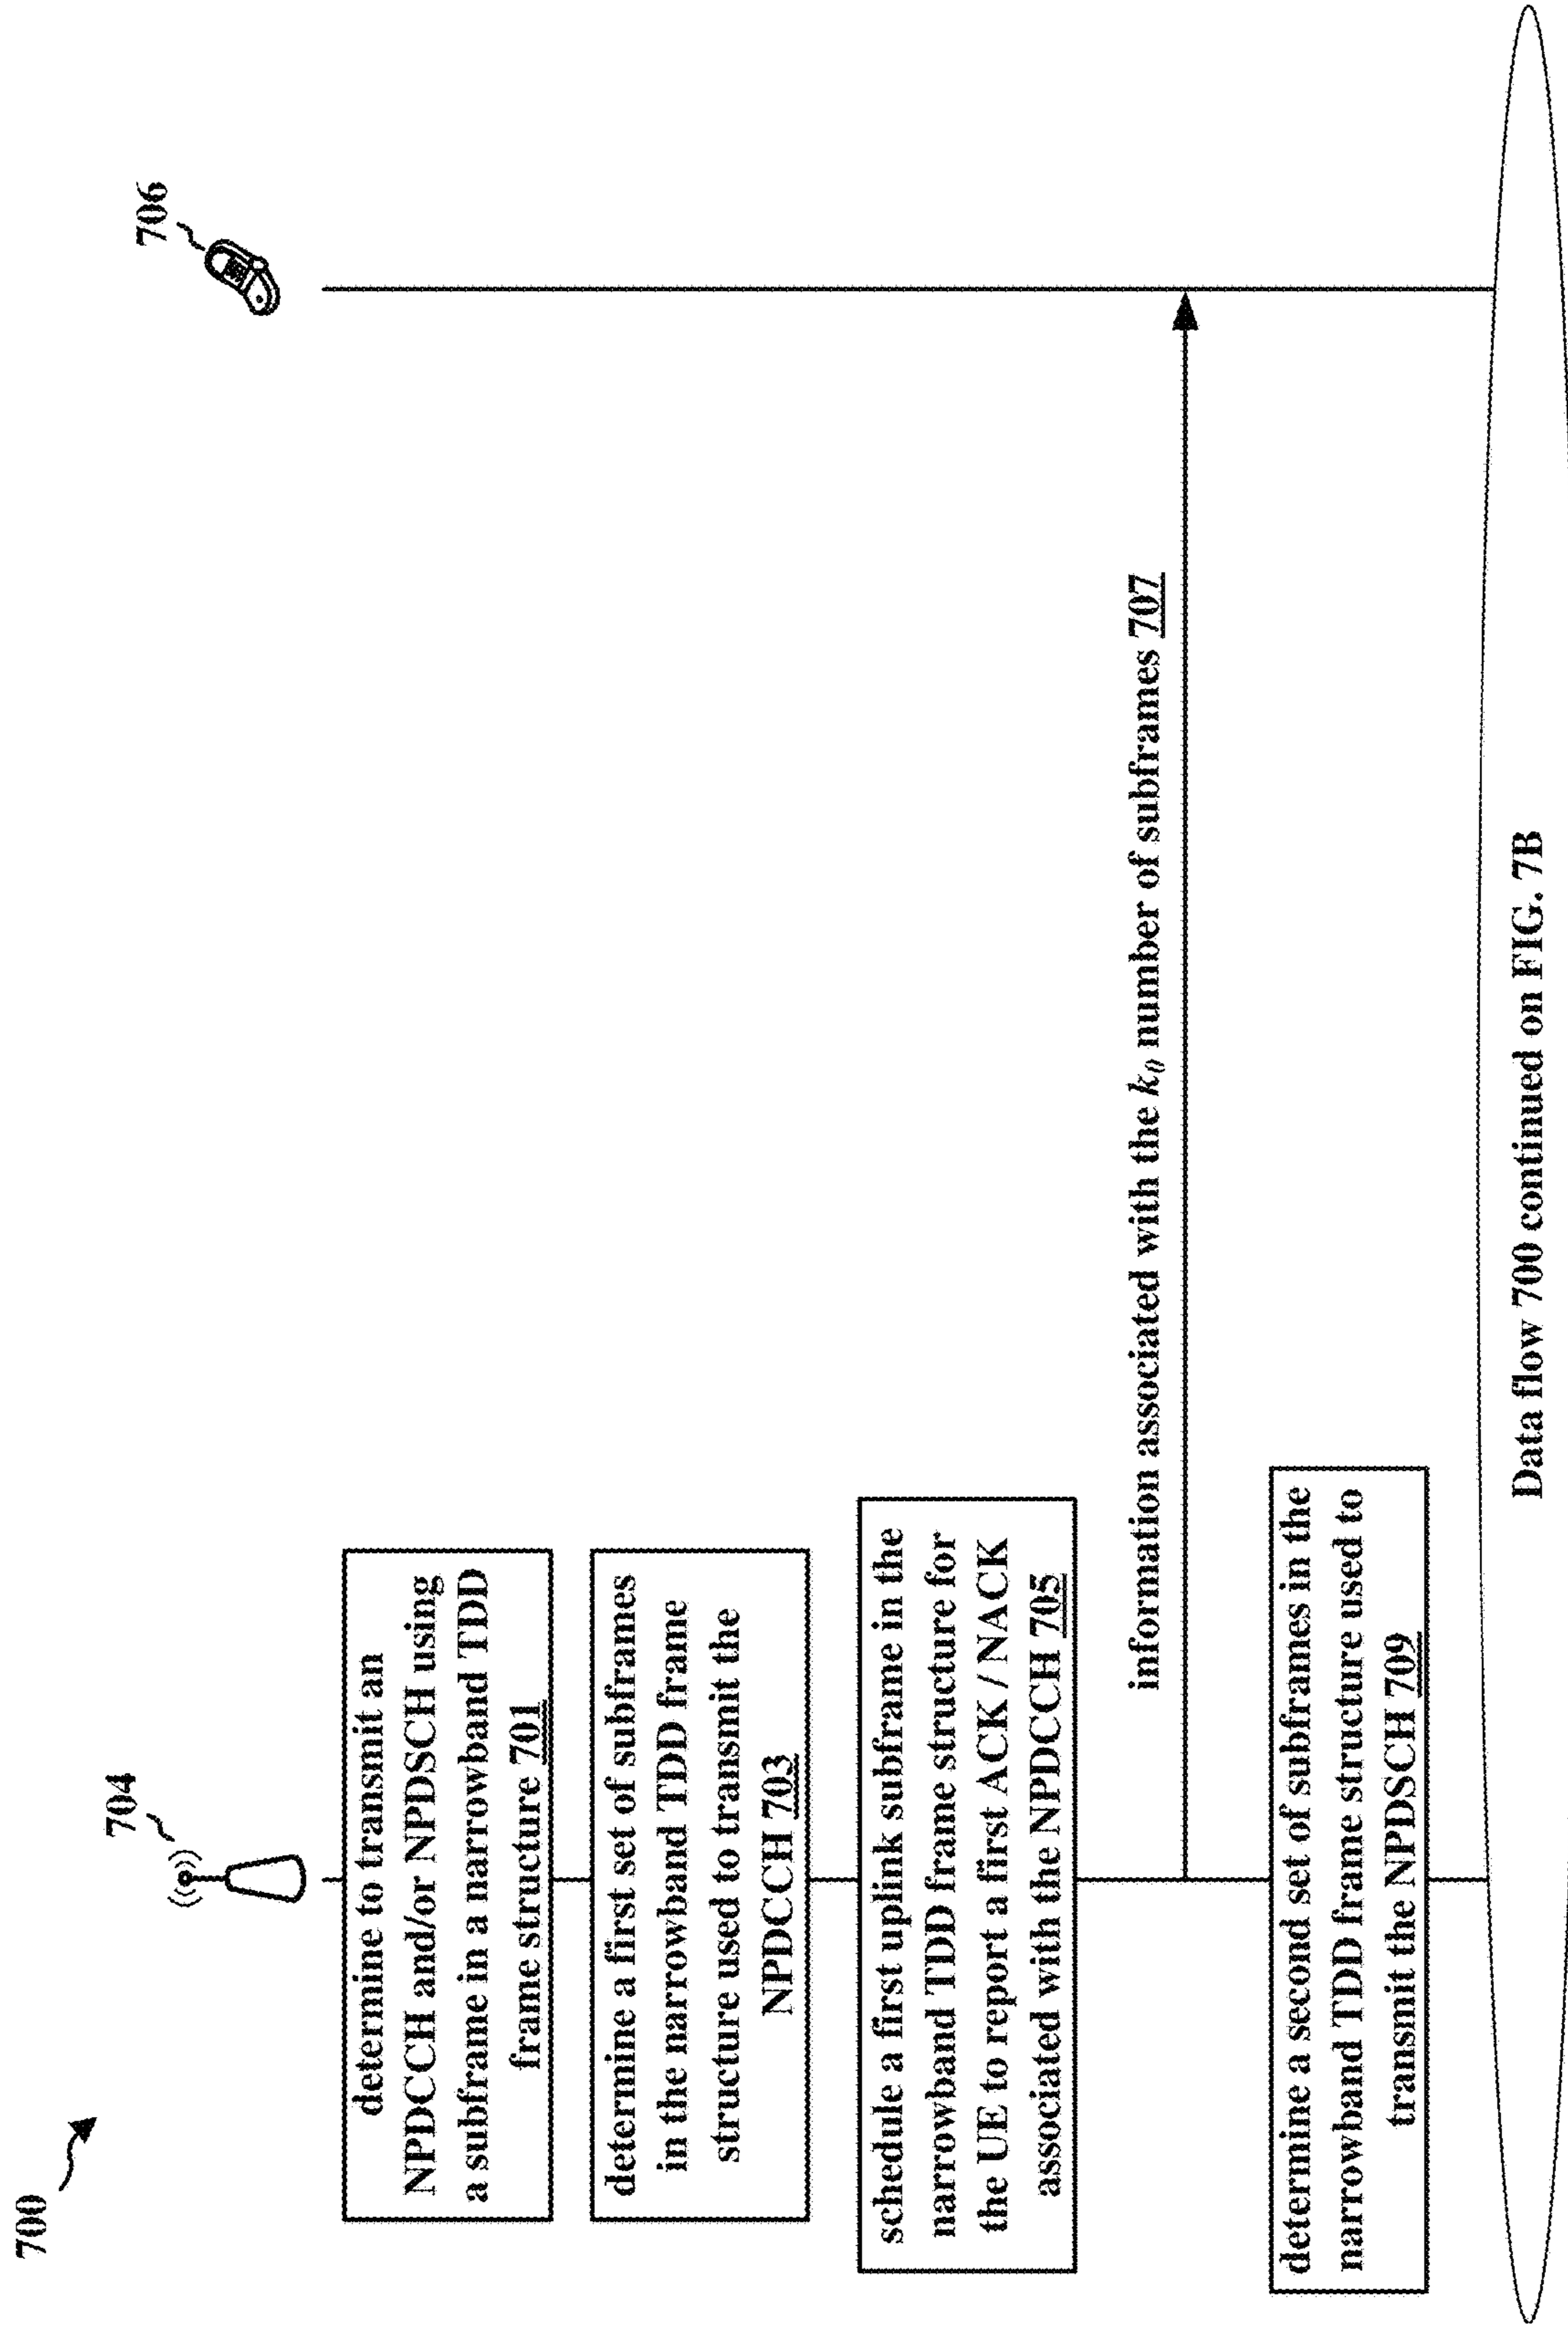 700
704
706
determine to transmit an
NPDCCH and/or NPDSCH using
a subframe in a narrowband TDD
frame structure 701
determine a first set of subframes
in the narrowband TDD frame
structure used to transmit the
NPDCCH 703
schedule a first uplink subframe in the
narrowband TDD frame structure for
the UE to report a first ACK / NACK
associated with the NPDCCH 705
information associated with the k₀ number of subframes 707
determine a second set of subframes in the
narrowband TDD frame structure used to
transmit the NPDSCH 709
Data flow 700 continued on FIG. 7B